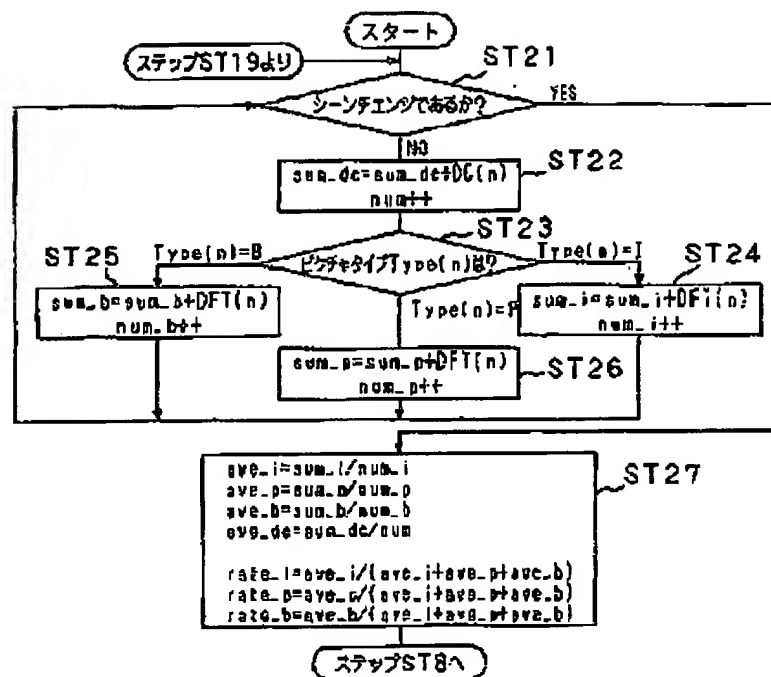 スタート
ステップST19より
ST21
シーンチェンジであるか?
YES
NO
ST22
sum_dc=sum_dc+DC(n)
num++
ST23
ピクチャタイプType(n)は?
Type(n)=B
Type(n)=I
Type(n)=P
ST25
sum_b=sum_b+DFT(n)
num_b++
ST24
sum_i=sum_i+DFT(n)
num_i++
sum_p=sum_p+DFT(n)
num_p++
ST26
ave_i=sum_i/num_i
ave_p=sum_p/num_p
ave_b=sum_b/num_b
avg_dc=sum_dc/num
rate_i=ave_i/(ave_i+ave_p+ave_b)
rate_p=ave_p/(ave_i+ave_p+ave_b)
rate_b=ave_b/(ave_i+ave_p+ave_b)
ST27
ステップST8へ